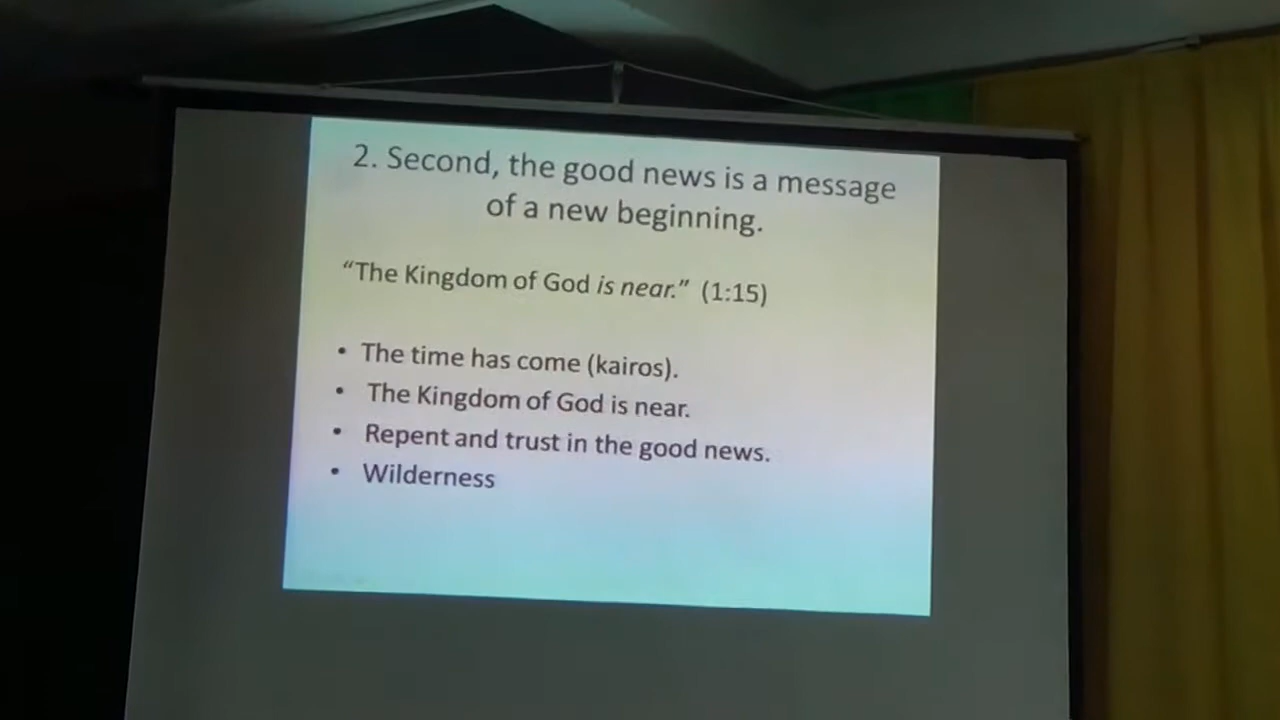 2. Second, the good news is a message
of a new beginning.
“The Kingdom of God is near.” (1:15)
• The time has come (kairos).
• The Kingdom of God is near.
• Repent and trust in the good news.
• Wilderness